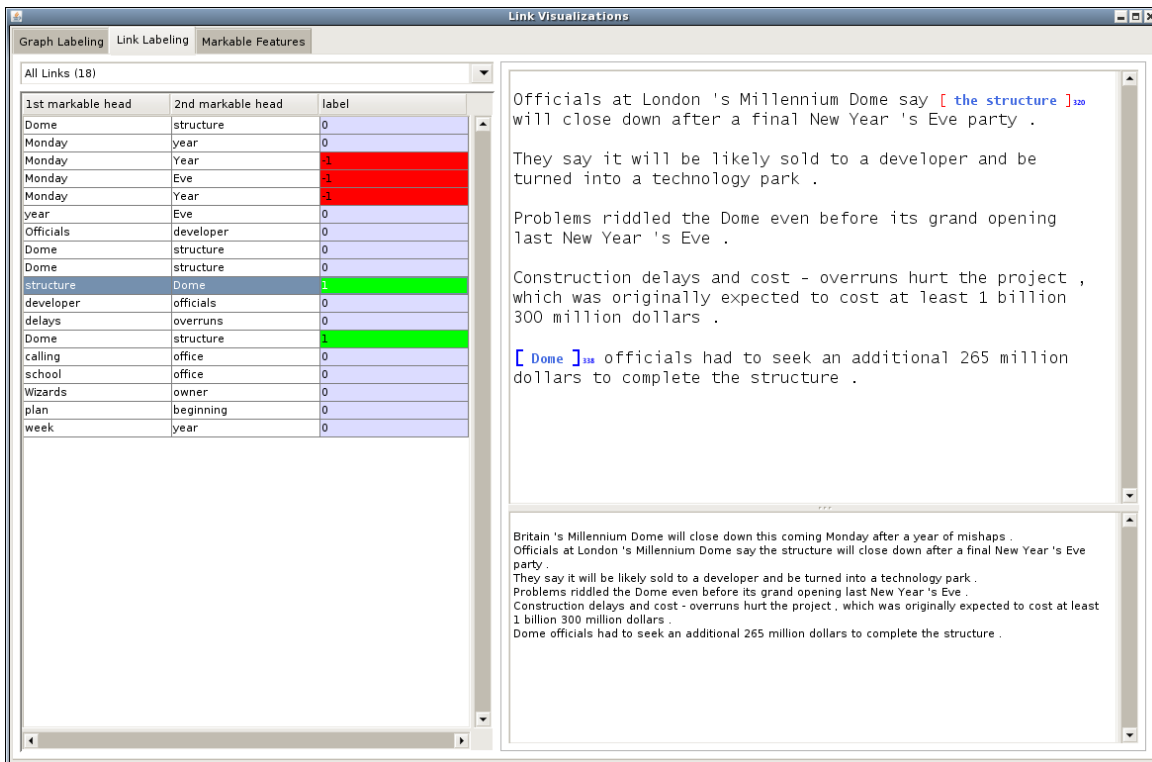 Link Visualizations
Graph Labeling Link Labeling Markable Features
All Links (18)
1st markable head 2nd markable head label
Dome structure 0
Monday year 0
Monday Year -1
Monday Eve -1
Monday Year -1
year Eve 0
Officials developer 0
Dome structure 0
Dome structure 0
structure Dome 1
developer officials 0
delays overruns 0
Dome structure 1
calling office 0
school office 0
Wizards owner 0
plan beginning 0
week year 0
Officials at London 's Millennium Dome say [ the structure ]320
will close down after a final New Year 's Eve party .
They say it will be likely sold to a developer and be
turned into a technology park .
Problems riddled the Dome even before its grand opening
last New Year 's Eve .
Construction delays and cost - overruns hurt the project ,
which was originally expected to cost at least 1 billion
300 million dollars .
[ Dome ]338 officials had to seek an additional 265 million
dollars to complete the structure .
Britain 's Millennium Dome will close down this coming Monday after a year of mishaps .
Officials at London 's Millennium Dome say the structure will close down after a final New Year 's Eve
party .
They say it will be likely sold to a developer and be turned into a technology park .
Problems riddled the Dome even before its grand opening last New Year 's Eve .
Construction delays and cost - overruns hurt the project , which was originally expected to cost at least
1 billion 300 million dollars .
Dome officials had to seek an additional 265 million dollars to complete the structure .